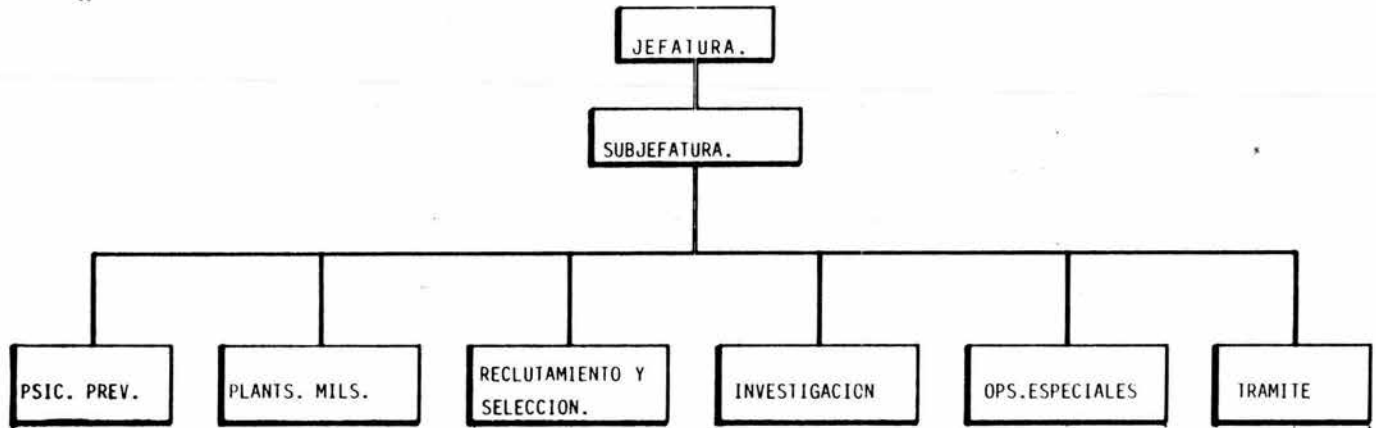 JEFATURA.
SUBJEFATURA.
PSIC. PREV.
PLANTS. MILS.
RECLUTAMIENTO Y
SELECCION.
INVESTIGACION
OPS.ESPECIALES
TRAMITE